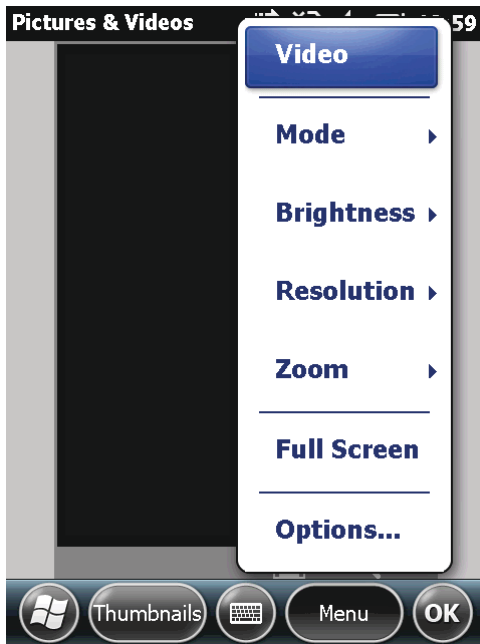 Pictures & Videos
59
Video
Mode
Brightness
Resolution
Zoom
Full Screen
Options...
Thumbnails
Menu
OK